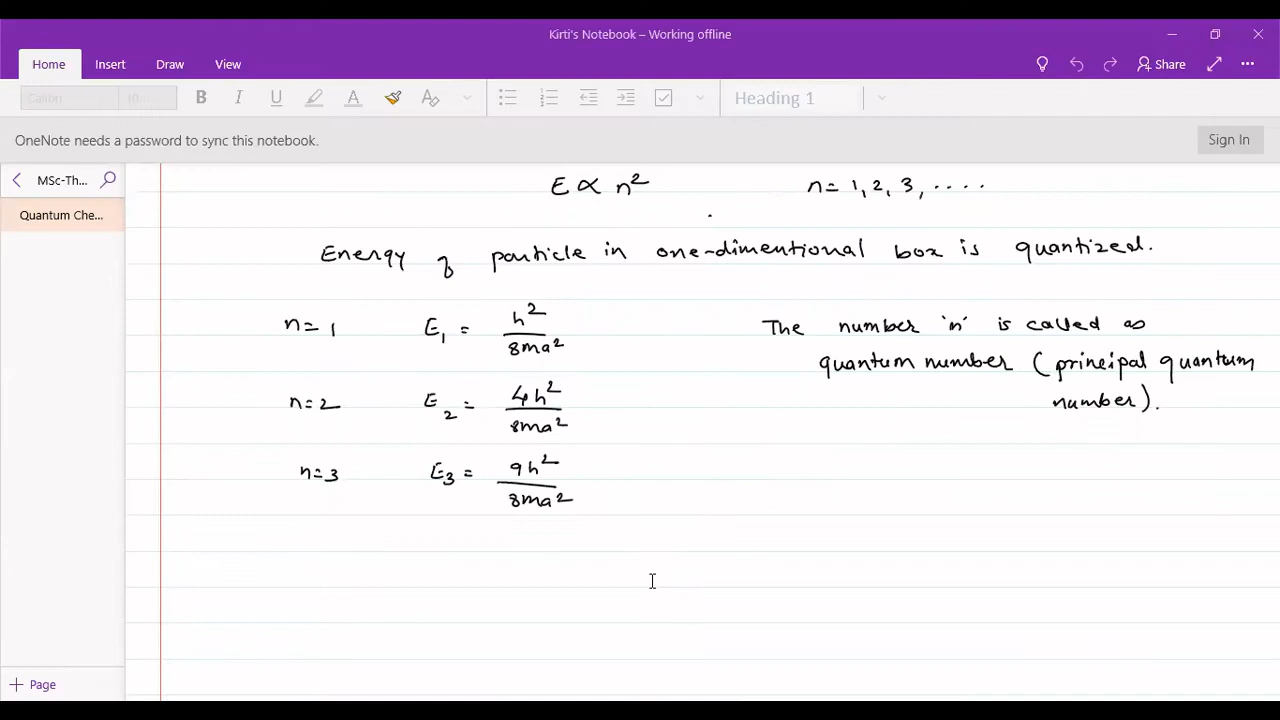 Kirti's Notebook – Working offline
Home Insert Draw View Share
Calibri 10 B I U A Heading 1
OneNote needs a password to sync this notebook. Sign In
MSc-Th...
Quantum Che...
E ∝ n² n = 1, 2, 3, ....
Energy of particle in one-dimentional box is quantized.
n = 1 E₁ = h²/8ma²
The number 'n' is called as
quantum number (principal quantum
number).
n = 2 E₂ = 4h²/8ma²
n = 3 E₃ = 9h²/8ma²
+ Page